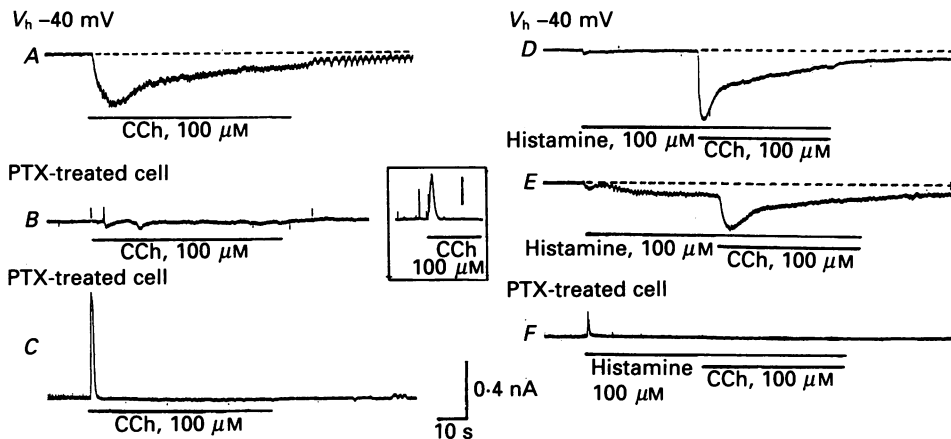 Vh –40 mV
A
CCh, 100 μM
PTX-treated cell
B
CCh, 100 μM
PTX-treated cell
C
CCh, 100 μM
CCh
100 μM
0·4 nA
10 s
Vh –40 mV
D
Histamine, 100 μM
CCh, 100 μM
E
Histamine, 100 μM
CCh, 100 μM
PTX-treated cell
F
Histamine
100 μM
CCh, 100 μM